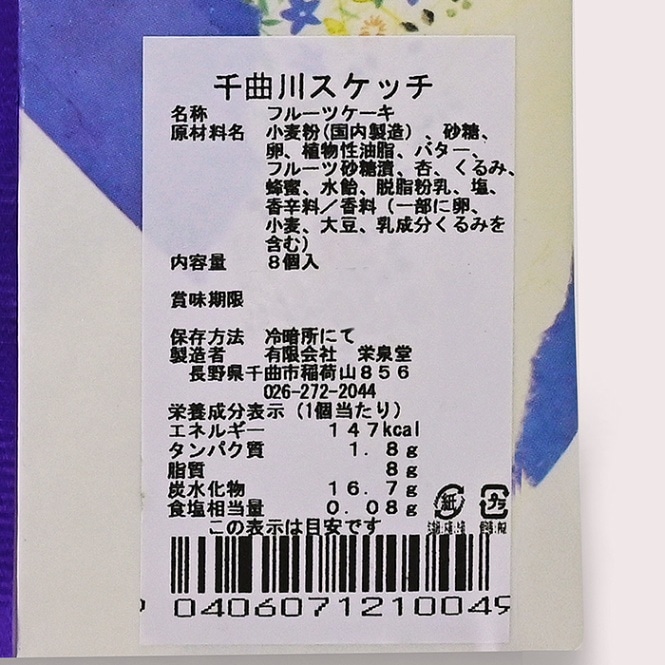 千曲川スケッチ
名称 フルーツケーキ
原材料名 小麦粉(国内製造)、砂糖、
卵、植物性油脂、バター、
フルーツ砂糖漬、杏、くるみ、
蜂蜜、水飴、脱脂粉乳、塩、
香辛料／香料（一部に卵、
小麦、大豆、乳成分くるみを
含む）
内容量 8個入
賞味期限
保存方法 冷暗所にて
製造者 有限会社 栄泉堂
長野県千曲市稲荷山856
026-272-2044
栄養成分表示（1個当たり）
エネルギー 147kcal
タンパク質 1.8g
脂質 8g
炭水化物 16.7g
食塩相当量 0.08g
この表示は目安です
紙 プラ
0406071210049